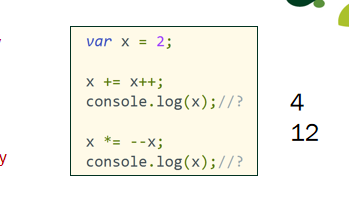 var x = 2;
x += x++;
console.log(x);//?
4
x *= --x;
12
console.log(x);//?
y